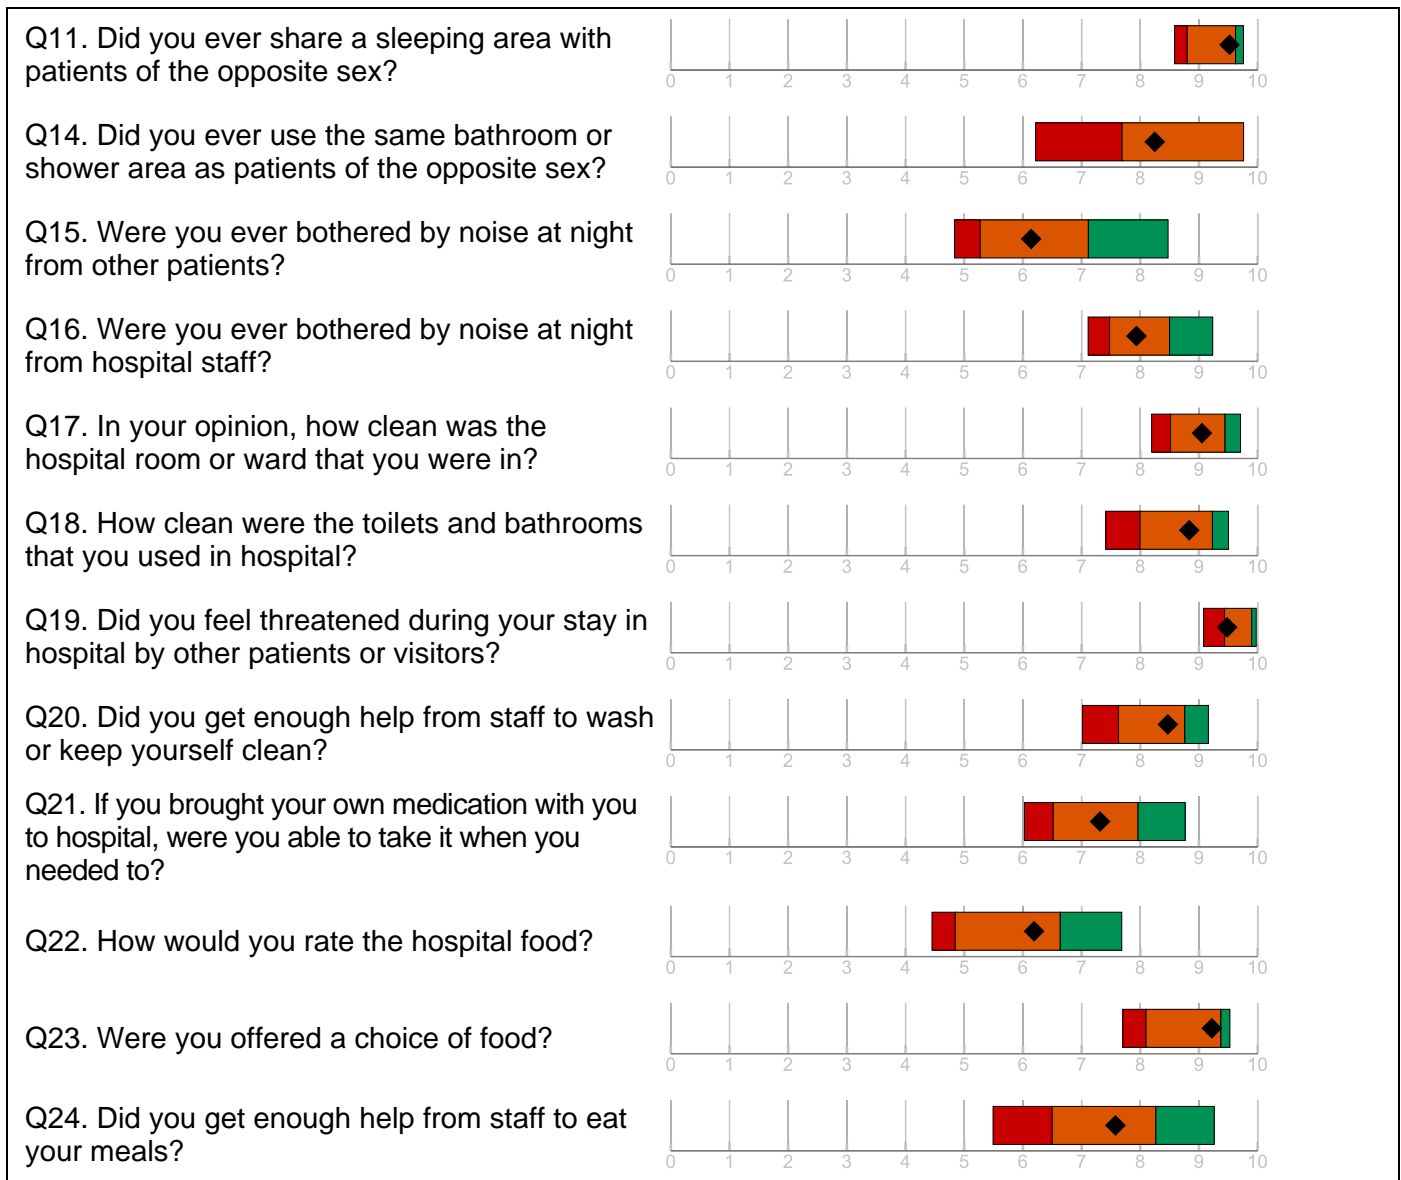 Q11. Did you ever share a sleeping area with
patients of the opposite sex?
0 1 2 3 4 5 6 7 8 9 10
Q14. Did you ever use the same bathroom or
shower area as patients of the opposite sex?
0 1 2 3 4 5 6 7 8 9 10
Q15. Were you ever bothered by noise at night
from other patients?
0 1 2 3 4 5 6 7 8 9 10
Q16. Were you ever bothered by noise at night
from hospital staff?
0 1 2 3 4 5 6 7 8 9 10
Q17. In your opinion, how clean was the
hospital room or ward that you were in?
0 1 2 3 4 5 6 7 8 9 10
Q18. How clean were the toilets and bathrooms
that you used in hospital?
0 1 2 3 4 5 6 7 8 9 10
Q19. Did you feel threatened during your stay in
hospital by other patients or visitors?
0 1 2 3 4 5 6 7 8 9 10
Q20. Did you get enough help from staff to wash
or keep yourself clean?
0 1 2 3 4 5 6 7 8 9 10
Q21. If you brought your own medication with you
to hospital, were you able to take it when you
needed to?
0 1 2 3 4 5 6 7 8 9 10
Q22. How would you rate the hospital food?
0 1 2 3 4 5 6 7 8 9 10
Q23. Were you offered a choice of food?
0 1 2 3 4 5 6 7 8 9 10
Q24. Did you get enough help from staff to eat
your meals?
0 1 2 3 4 5 6 7 8 9 10